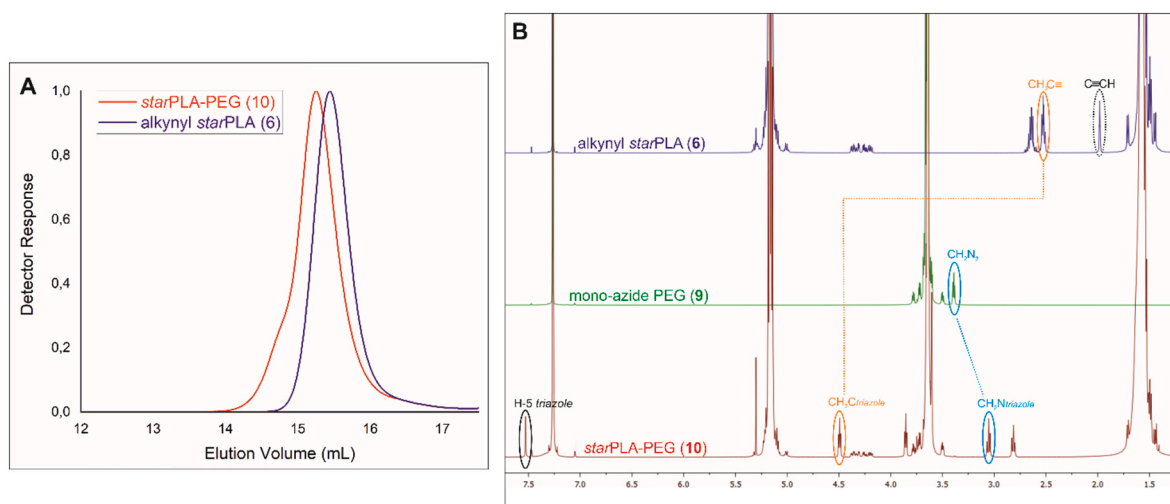 A
starPLA-PEG (10)
alkynyl starPLA (6)
1,0
0,8
0,6
0,4
0,2
0,0
Detector Response
12 13 14 15 16 17
Elution Volume (mL)
B
CH₂C≡
C≡CH
alkynyl starPLA (6)
CH₂N₃
mono-azide PEG (9)
H-5 triazole
CH₂Ctriazole
CH₂Ntriazole
starPLA-PEG (10)
7.5 7.0 6.5 6.0 5.5 5.0 4.5 4.0 3.5 3.0 2.5 2.0 1.5